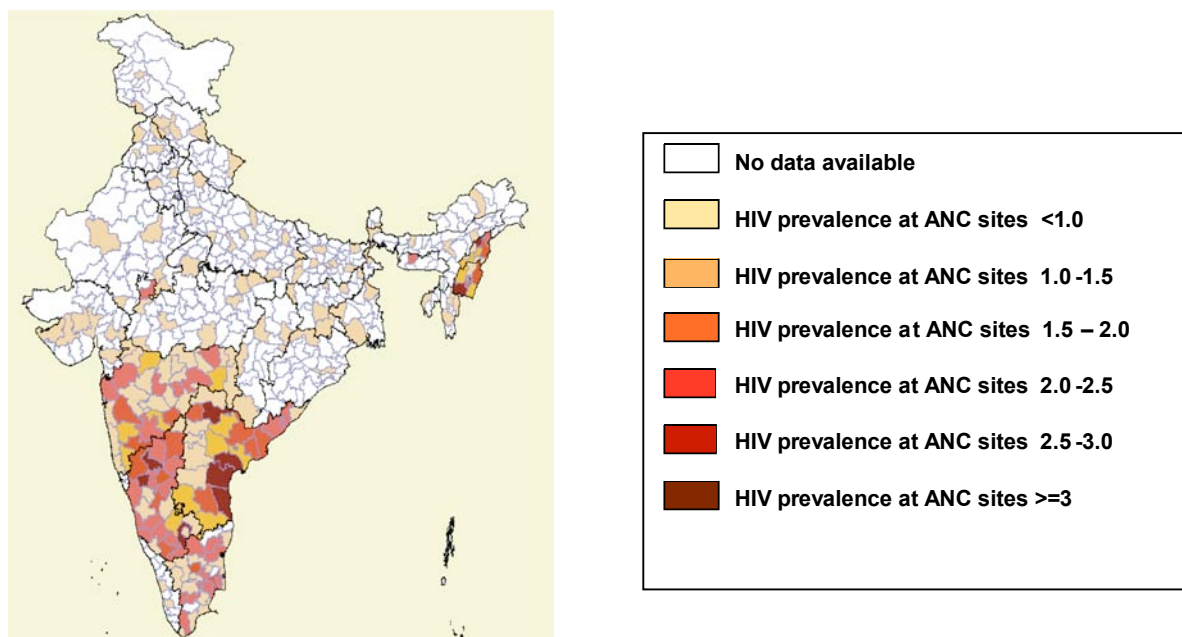 No data available
HIV prevalence at ANC sites <1.0
HIV prevalence at ANC sites 1.0 -1.5
HIV prevalence at ANC sites 1.5 – 2.0
HIV prevalence at ANC sites 2.0 -2.5
HIV prevalence at ANC sites 2.5 -3.0
HIV prevalence at ANC sites >=3